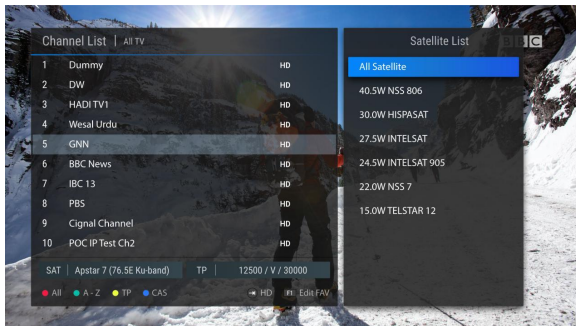 Channel List | All TV
1 Dummy HD
2 DW HD
3 HADI TV1 HD
4 Wesal Urdu HD
5 GNN HD
6 BBC News HD
7 IBC 13 HD
8 PBS HD
9 Cignal Channel HD
10 POC IP Test Ch2 HD
SAT | Apstar 7 (76.5E Ku-band) TP | 12500 / V / 30000
All A - Z TP CAS HD F1 Edit FAV
Satellite List
BBC
All Satellite
40.5W NSS 806
30.0W HISPASAT
27.5W INTELSAT
24.5W INTELSAT 905
22.0W NSS 7
15.0W TELSTAR 12